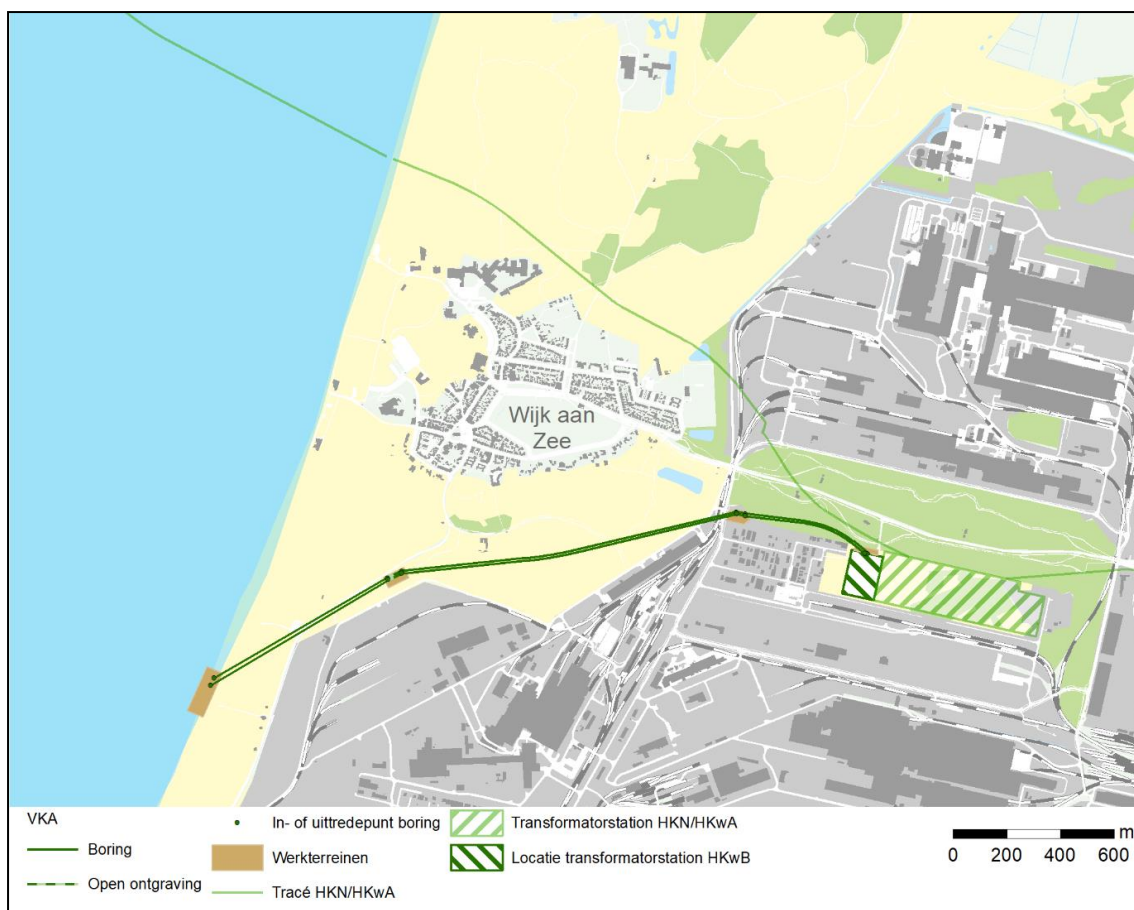 Wijk aan
Zee
VKA
Boring
Open ontgraving
In- of uittredepunt boring
Werkterreinen
Tracé HKN/HKwA
Transformatorstation HKN/HKwA
Locatie transformatorstation HKwB
m
0 200 400 600